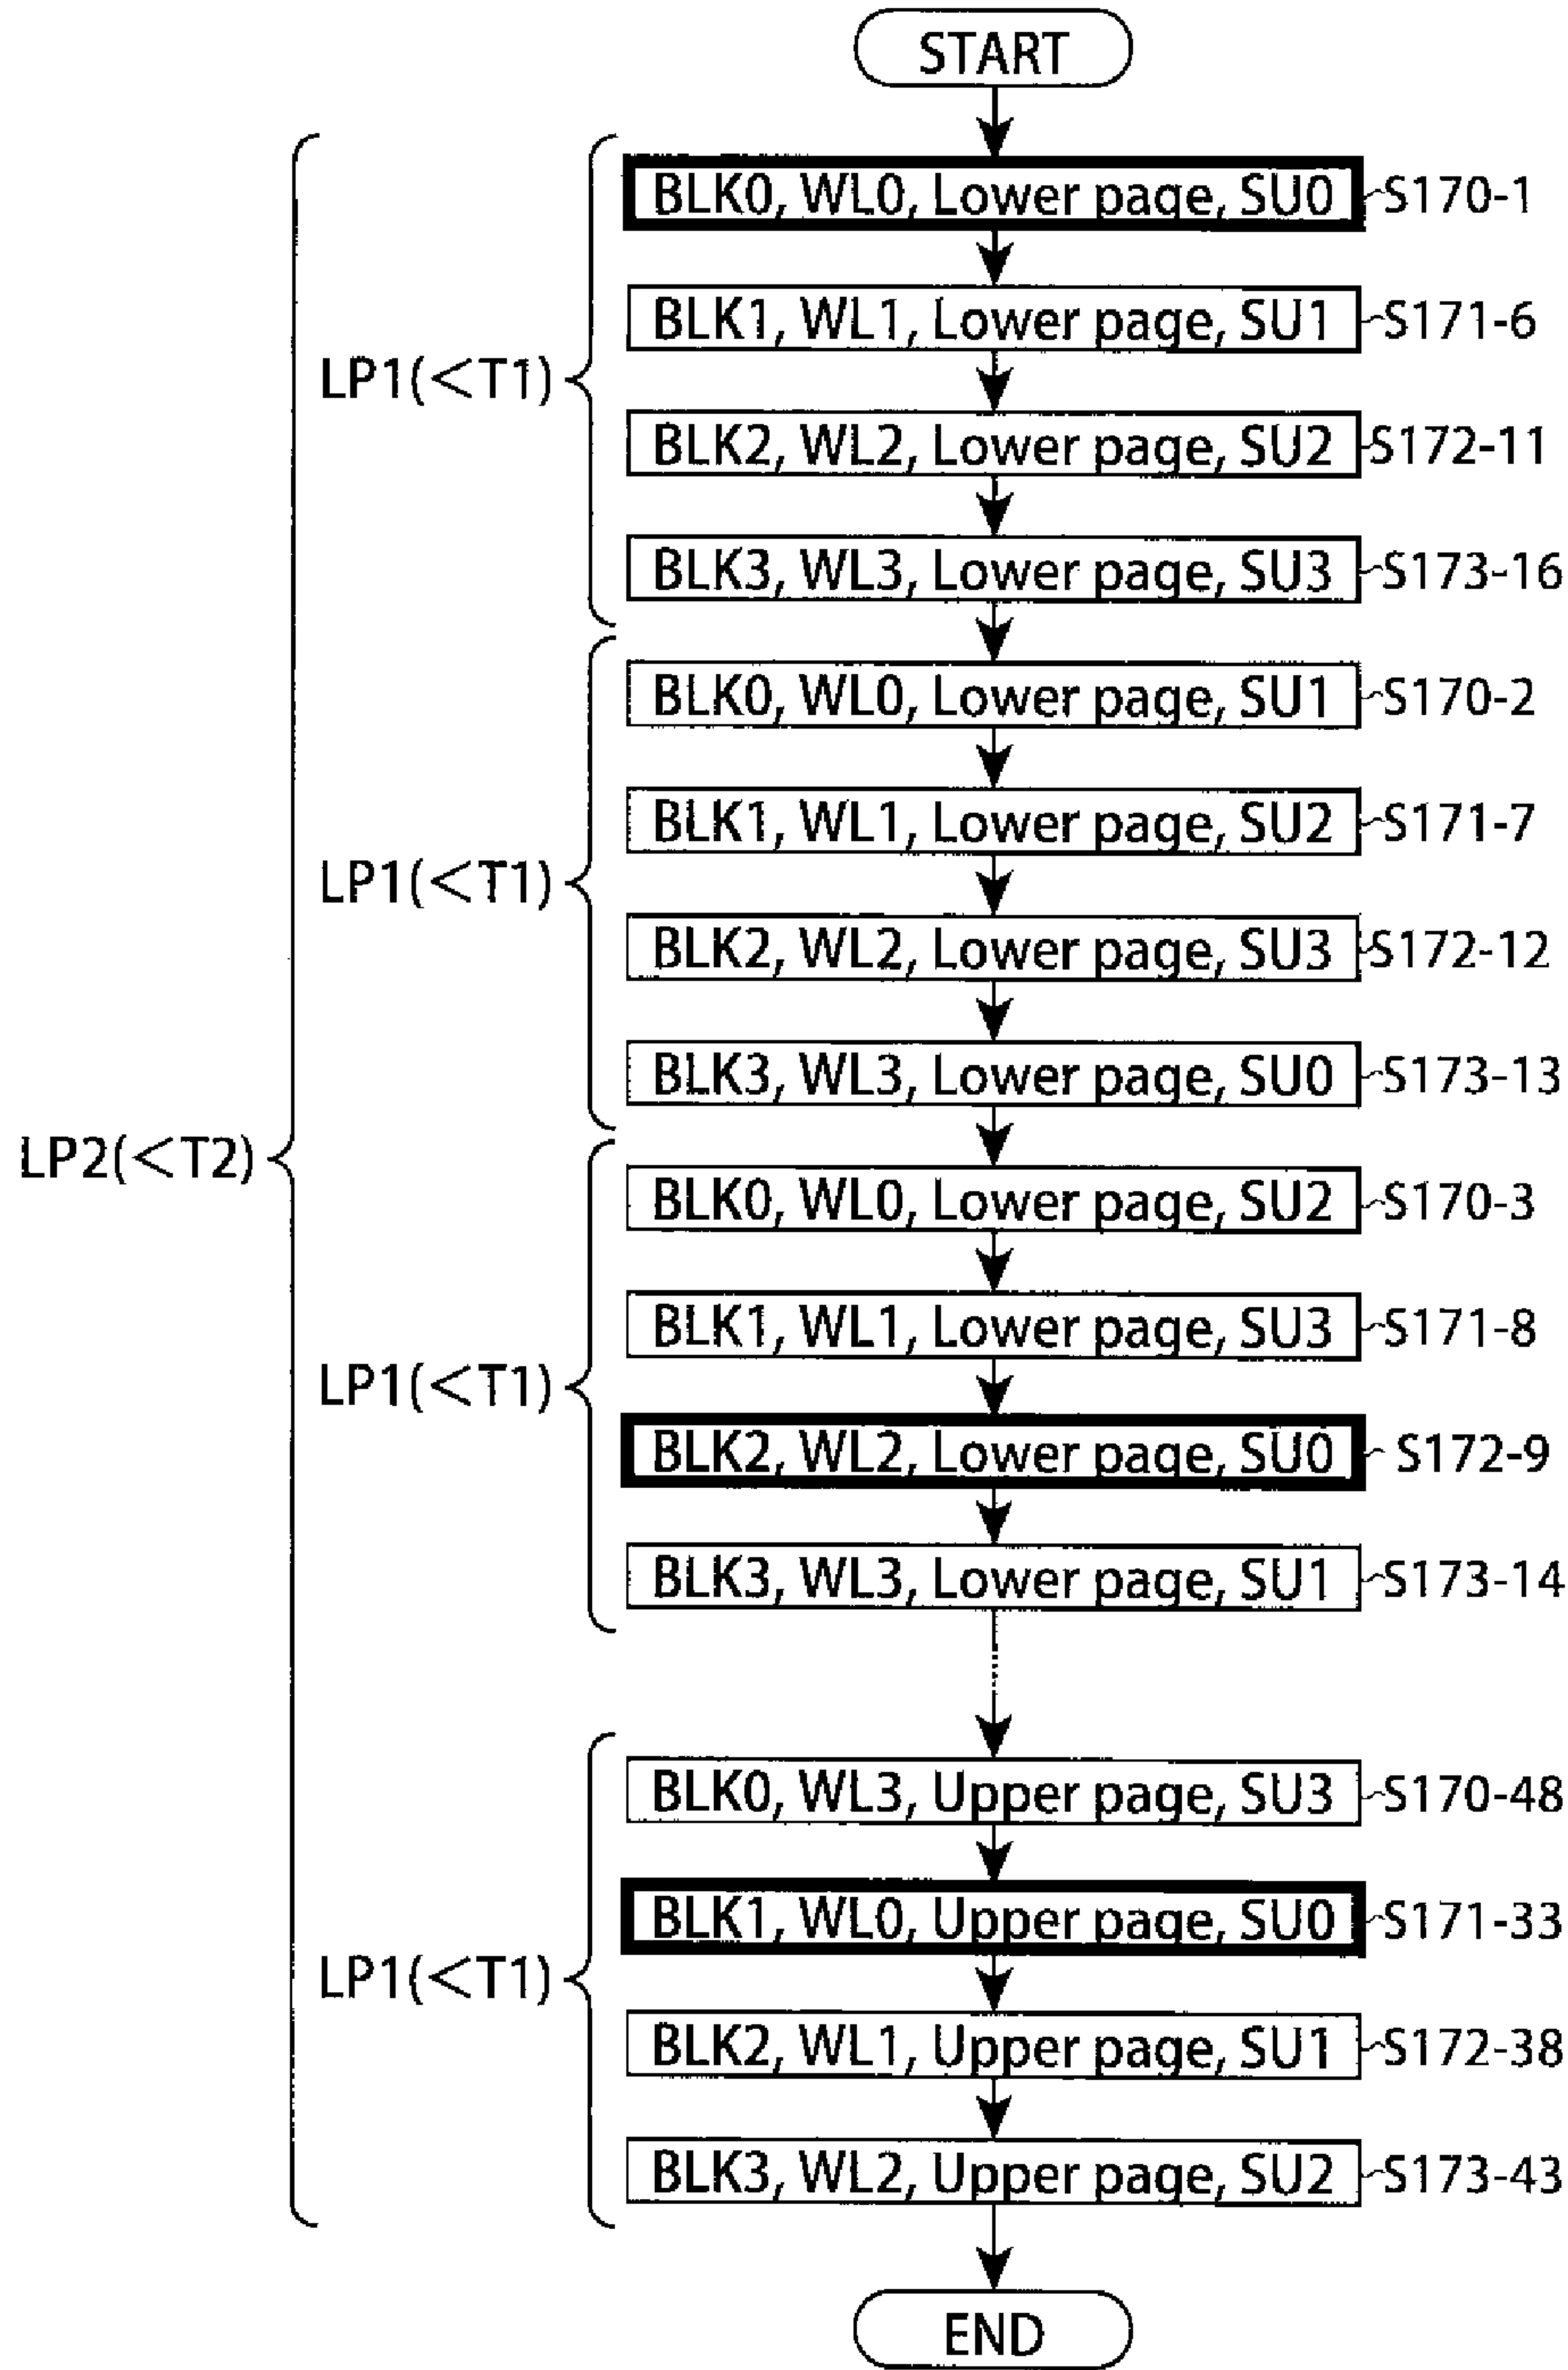 START
BLK0, WL0, Lower page, SU0 S170-1
BLK1, WL1, Lower page, SU1 S171-6
LP1(<T1)
BLK2, WL2, Lower page, SU2 S172-11
BLK3, WL3, Lower page, SU3 S173-16
BLK0, WL0, Lower page, SU1 S170-2
BLK1, WL1, Lower page, SU2 S171-7
LP1(<T1)
BLK2, WL2, Lower page, SU3 S172-12
BLK3, WL3, Lower page, SU0 S173-13
LP2(<T2)
BLK0, WL0, Lower page, SU2 S170-3
BLK1, WL1, Lower page, SU3 S171-8
LP1(<T1)
BLK2, WL2, Lower page, SU0 S172-9
BLK3, WL3, Lower page, SU1 S173-14
BLK0, WL3, Upper page, SU3 S170-48
BLK1, WL0, Upper page, SU0 S171-33
LP1(<T1)
BLK2, WL1, Upper page, SU1 S172-38
BLK3, WL2, Upper page, SU2 S173-43
END